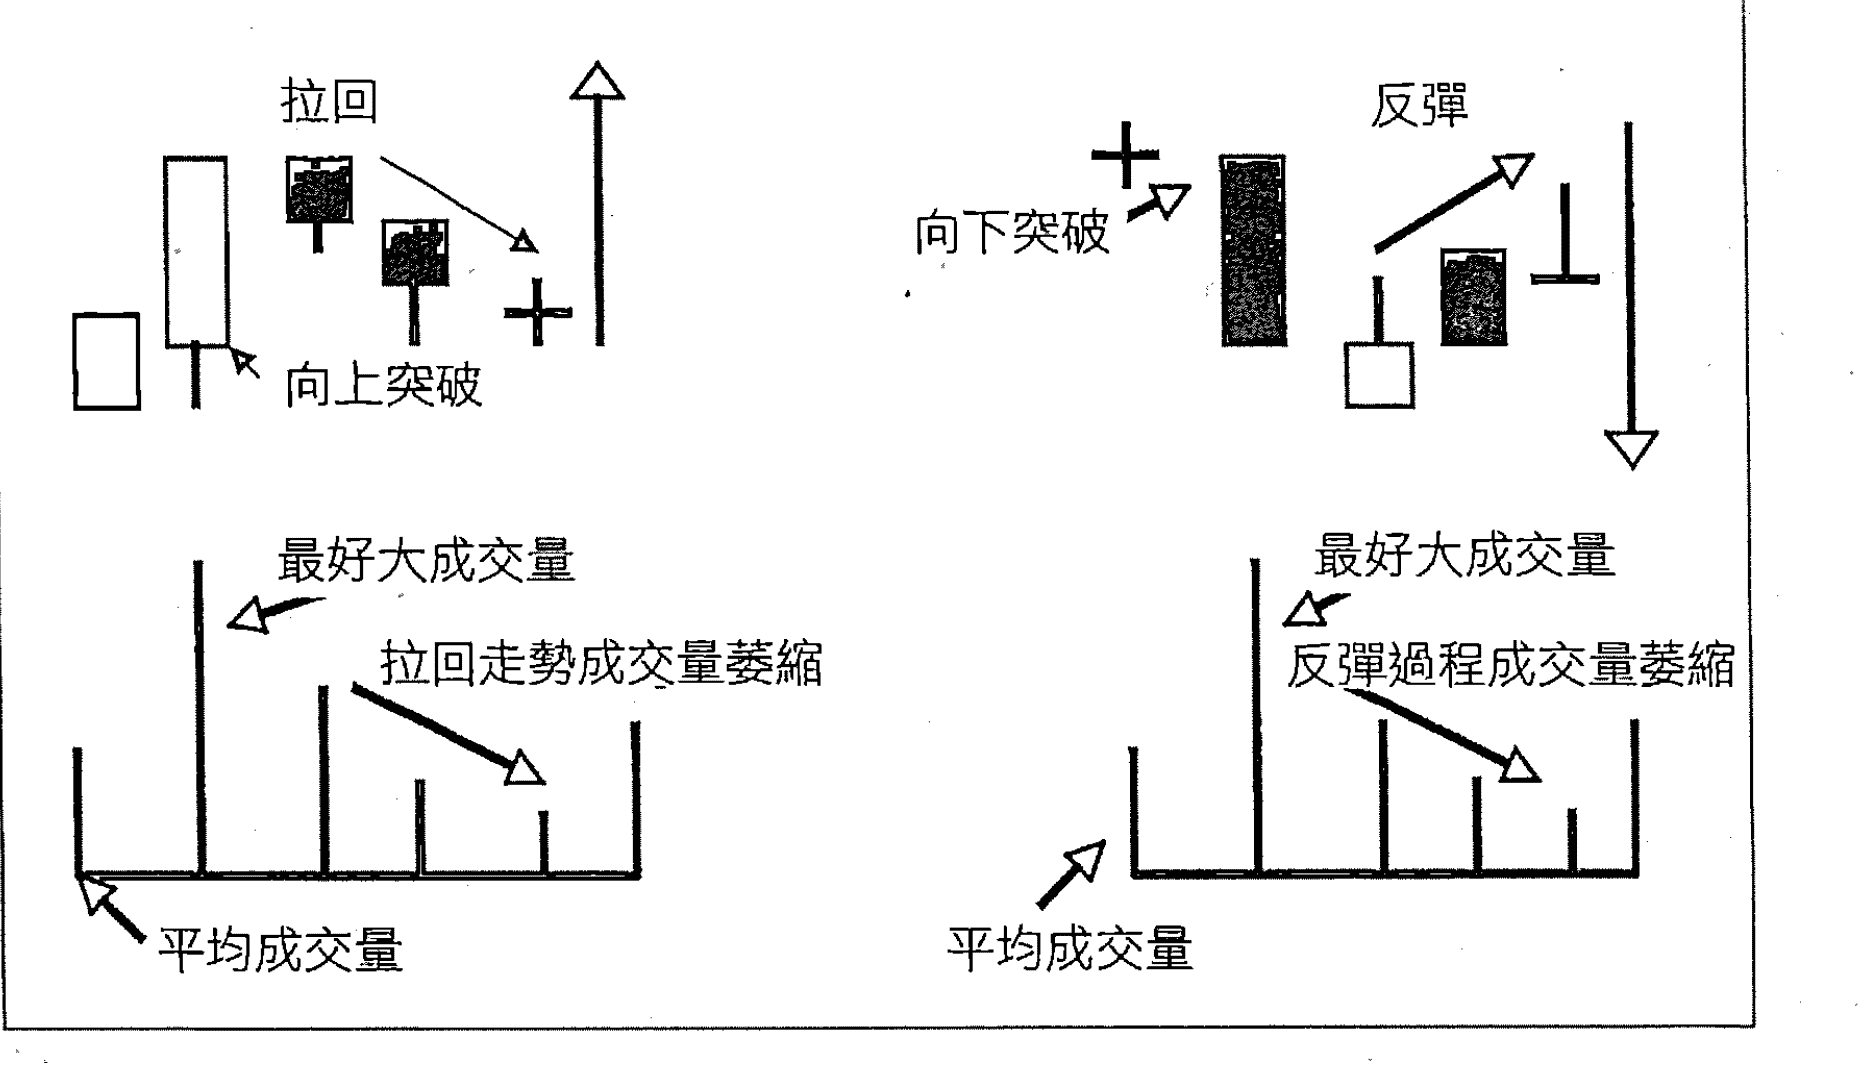 拉回
向上突破
最好大成交量
拉回走勢成交量萎縮
平均成交量
反彈
向下突破
最好大成交量
反彈過程成交量萎縮
平均成交量